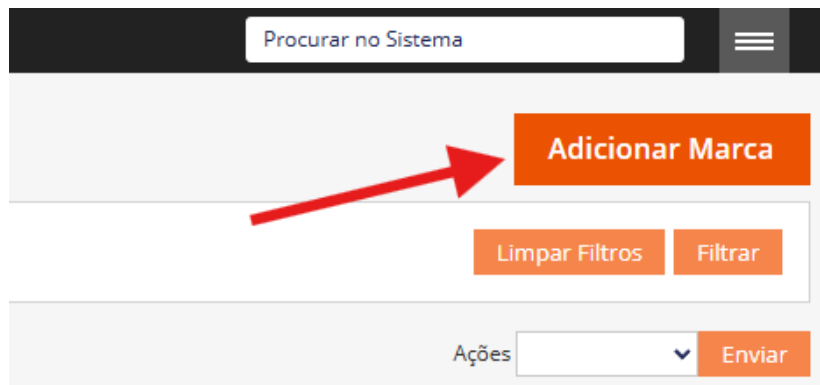 Procurar no Sistema
Adicionar Marca
Limpar Filtros Filtrar
Ações Enviar